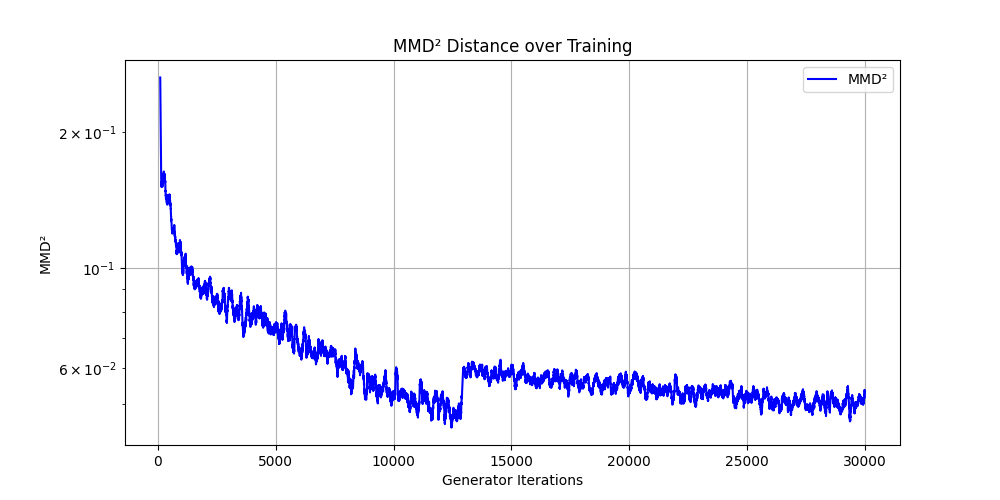 MMD² Distance over Training
MMD²
2 × 10⁻¹
10⁻¹
6 × 10⁻²
MMD²
0 5000 10000 15000 20000 25000 30000
Generator Iterations